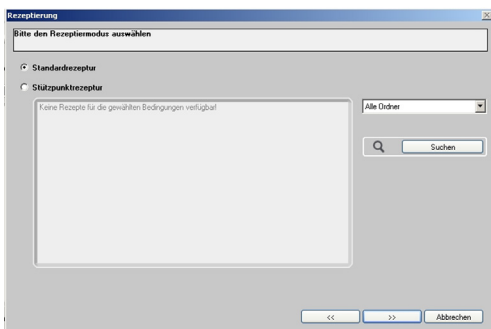 Rezeptierung
Bitte den Rezeptiermodus auswählen
Standardrezeptur
Stützpunktrezeptur
Keine Rezepte für die gewählten Bedingungen verfügbar!
Alle Ordner
Suchen
<< >> Abbrechen